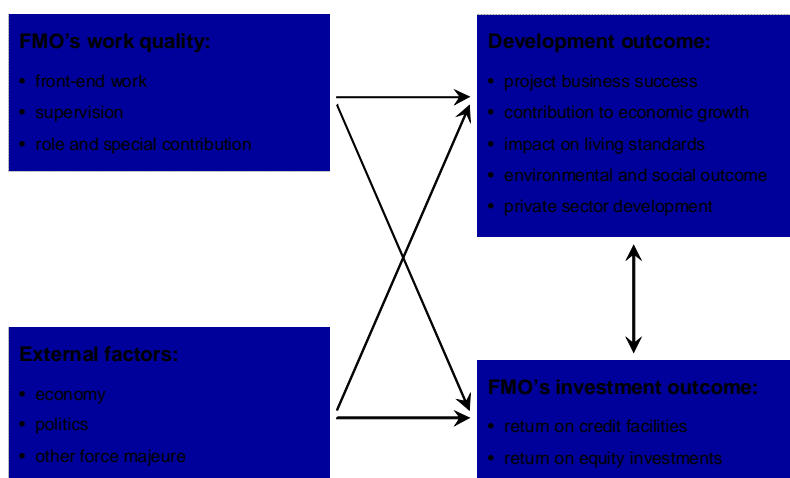 FMO's work quality:
▪ front-end work
▪ supervision
▪ role and special contribution
Development outcome:
▪ project business success
▪ contribution to economic growth
▪ impact on living standards
▪ environmental and social outcome
▪ private sector development
External factors:
▪ economy
▪ politics
▪ other force majeure
FMO's investment outcome:
▪ return on credit facilities
▪ return on equity investments